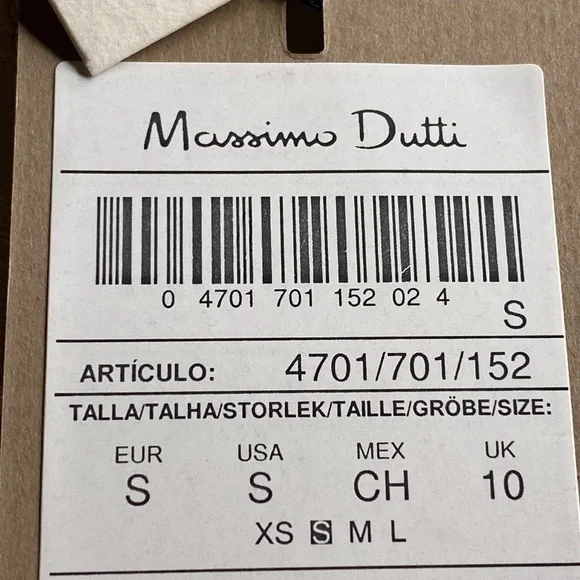 Massimo Dutti
0 4701 701 152 02 4
S
ARTÍCULO: 4701/701/152
TALLA/TALHA/STORLEK/TAILLE/GRÖBE/SIZE:
EUR USA MEX UK
S S CH 10
XS S M L